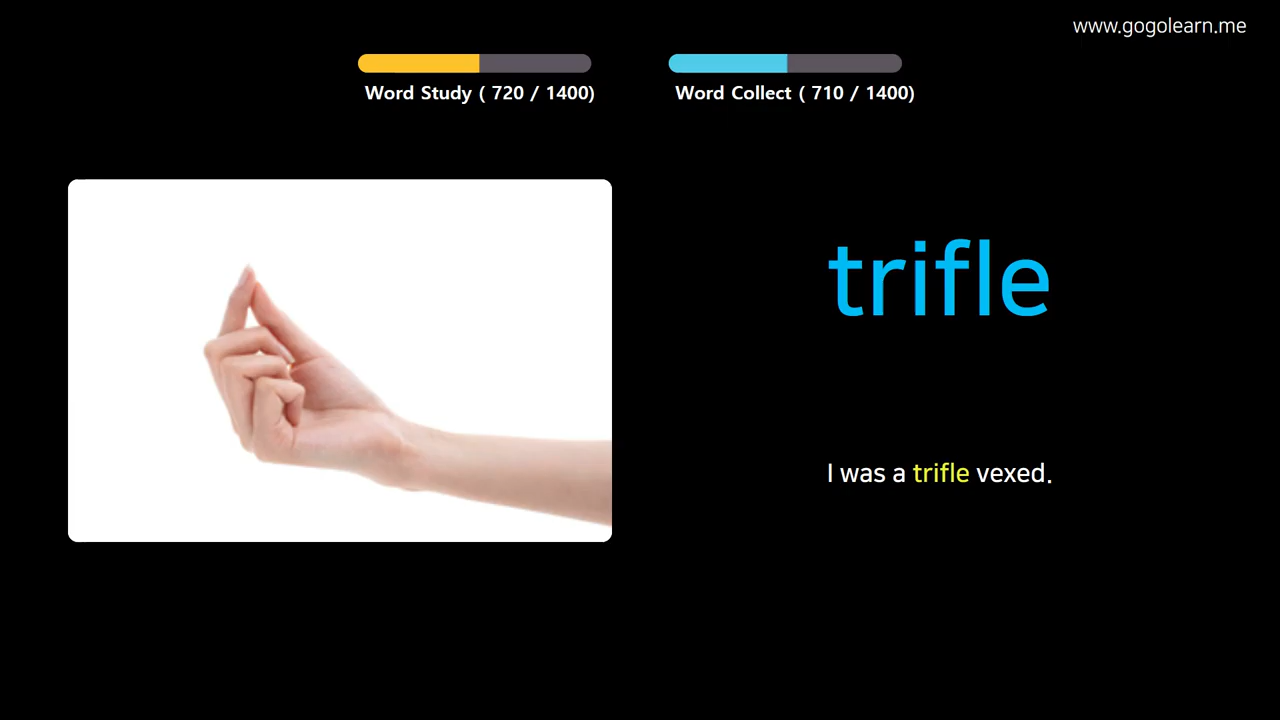 www.gogolearn.me
Word Study ( 720 / 1400)
Word Collect ( 710 / 1400)
trifle
I was a trifle vexed.